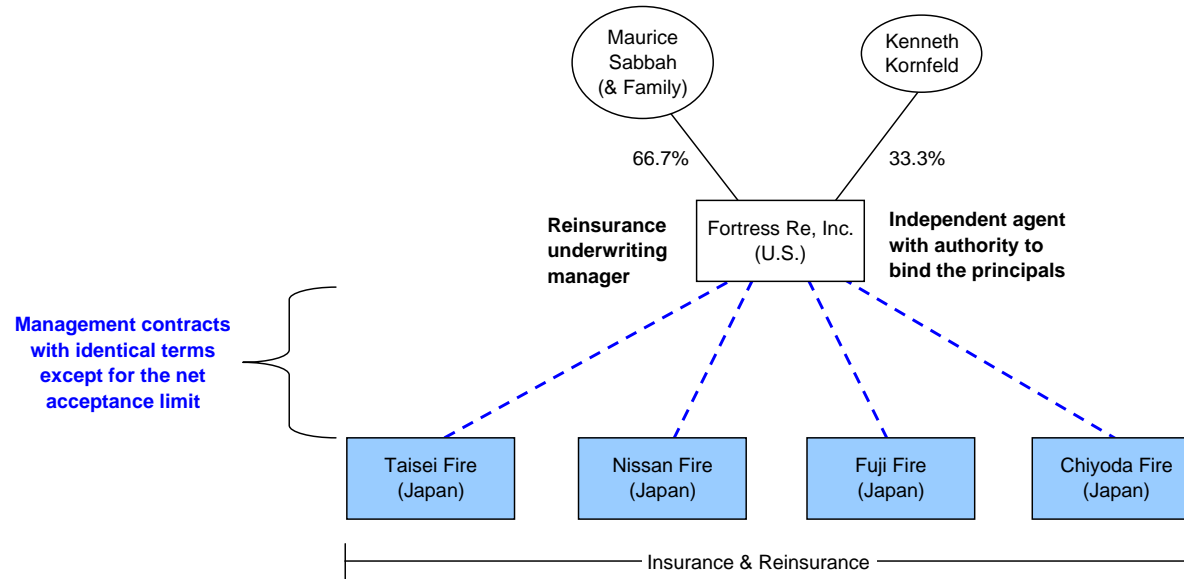 Maurice
Sabbah
(& Family)
Kenneth
Kornfeld
66.7%
33.3%
Reinsurance
underwriting
manager
Fortress Re, Inc.
(U.S.)
Independent agent
with authority to
bind the principals
Management contracts
with identical terms
except for the net
acceptance limit
Taisei Fire
(Japan)
Nissan Fire
(Japan)
Fuji Fire
(Japan)
Chiyoda Fire
(Japan)
Insurance & Reinsurance